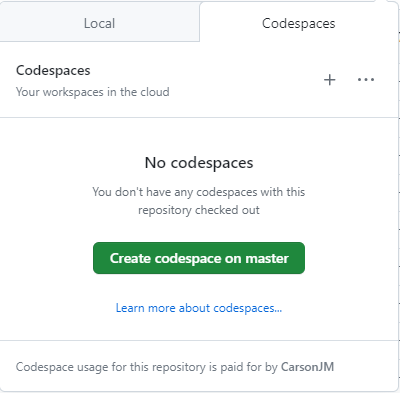 Local
Codespaces
Codespaces
Your workspaces in the cloud
No codespaces
You don't have any codespaces with this
repository checked out
Create codespace on master
Learn more about codespaces...
Codespace usage for this repository is paid for by CarsonJM